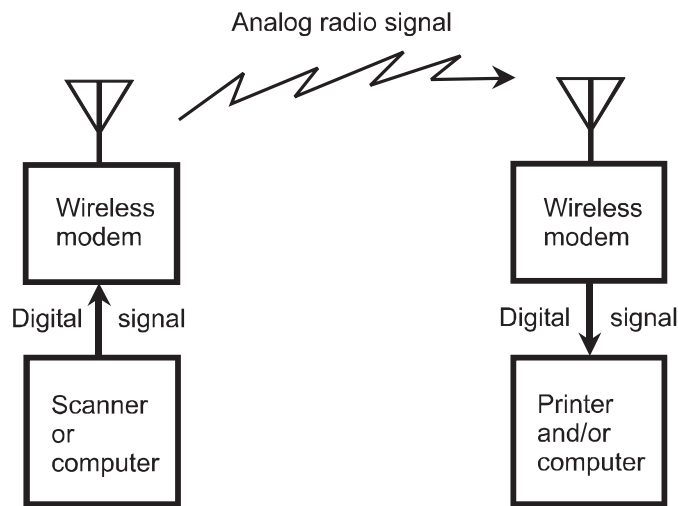 Analog radio signal
Wireless
modem
Wireless
modem
Digital signal
Digital signal
Scanner
or
computer
Printer
and/or
computer